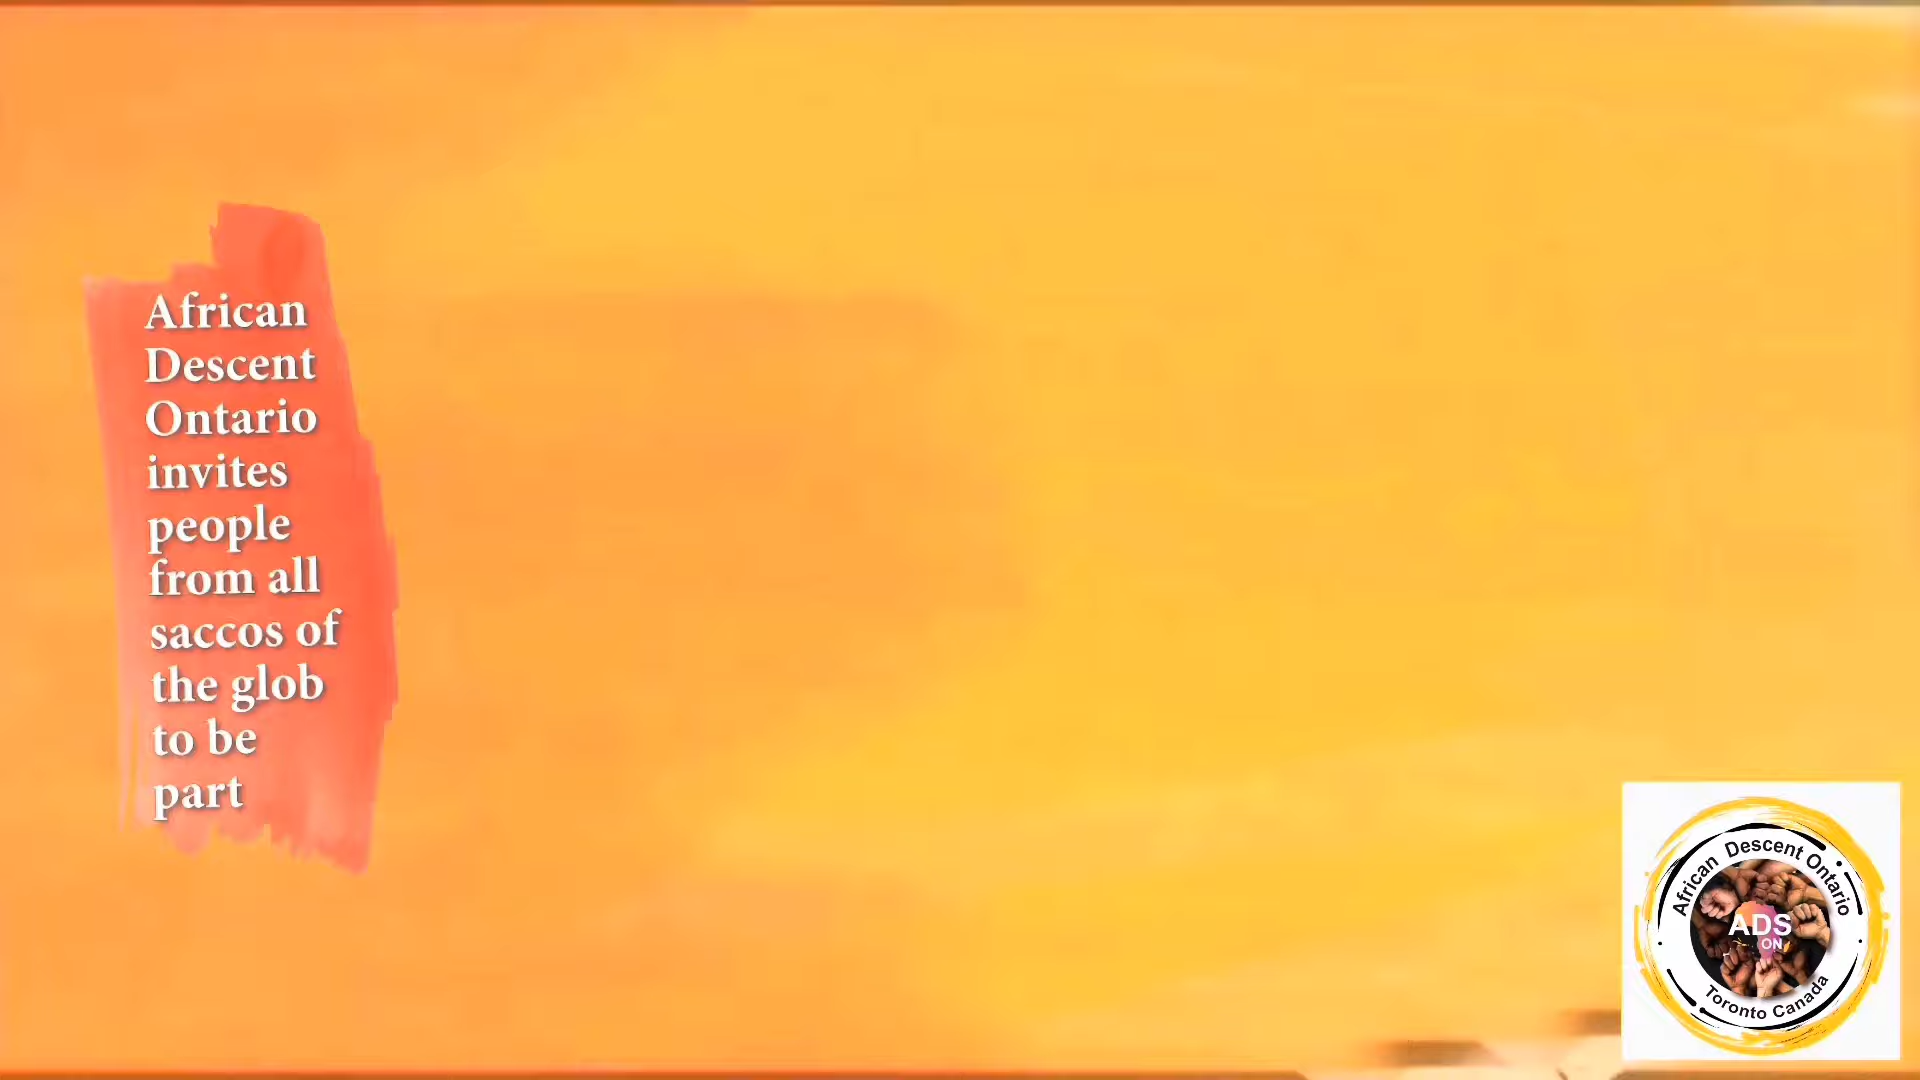 African
Descent
Ontario
invites
people
from all
saccos of
the glob
to be
part
African Descent Ontario
ADS
ON
Toronto Canada